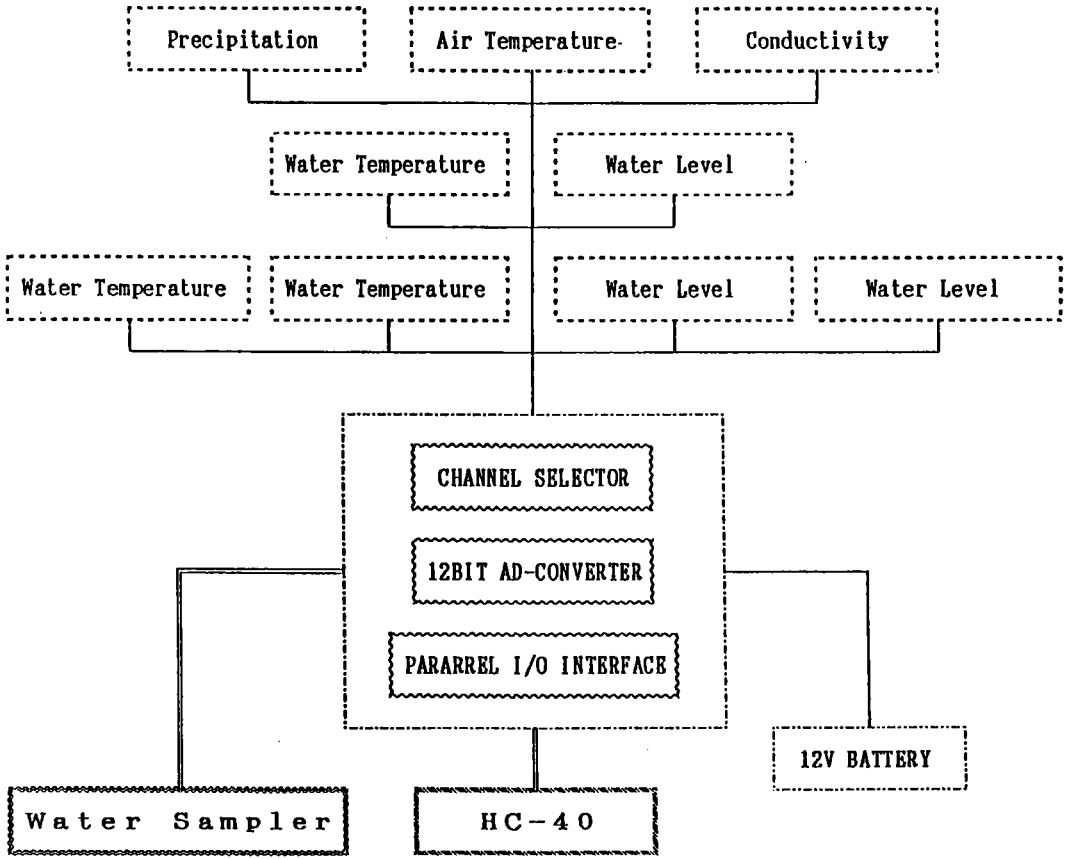 Precipitation
Air Temperature
Conductivity
Water Temperature
Water Level
Water Temperature
Water Temperature
Water Level
Water Level
CHANNEL SELECTOR
12BIT AD-CONVERTER
PARARREL I/O INTERFACE
12V BATTERY
Water Sampler
HC-40